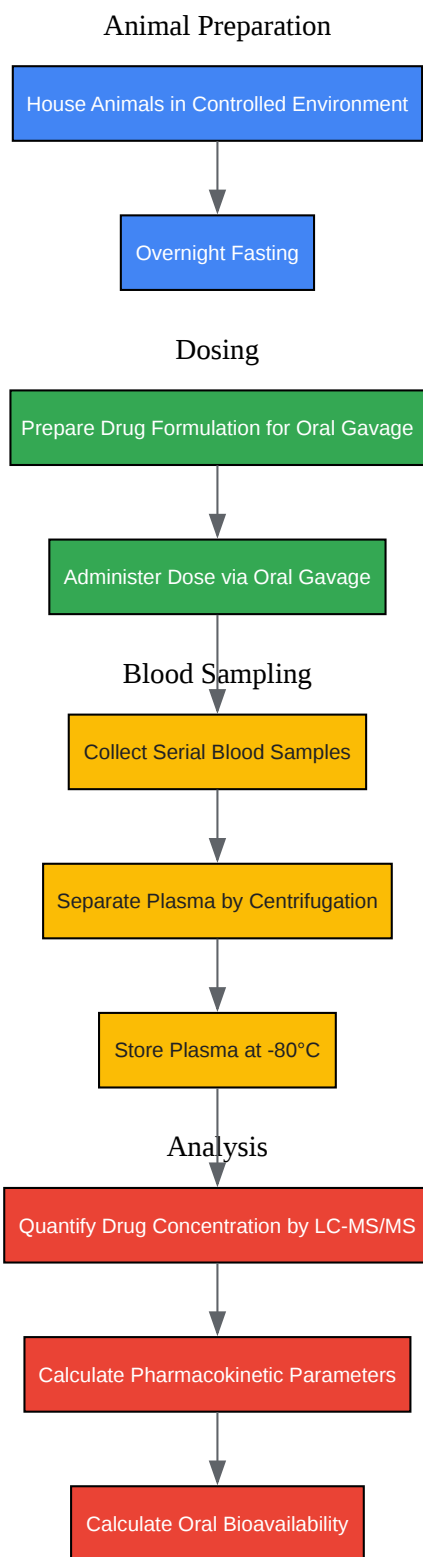 Animal Preparation
House Animals in Controlled Environment
Overnight Fasting
Dosing
Prepare Drug Formulation for Oral Gavage
Administer Dose via Oral Gavage
Blood Sampling
Collect Serial Blood Samples
Separate Plasma by Centrifugation
Store Plasma at -80°C
Analysis
Quantify Drug Concentration by LC-MS/MS
Calculate Pharmacokinetic Parameters
Calculate Oral Bioavailability